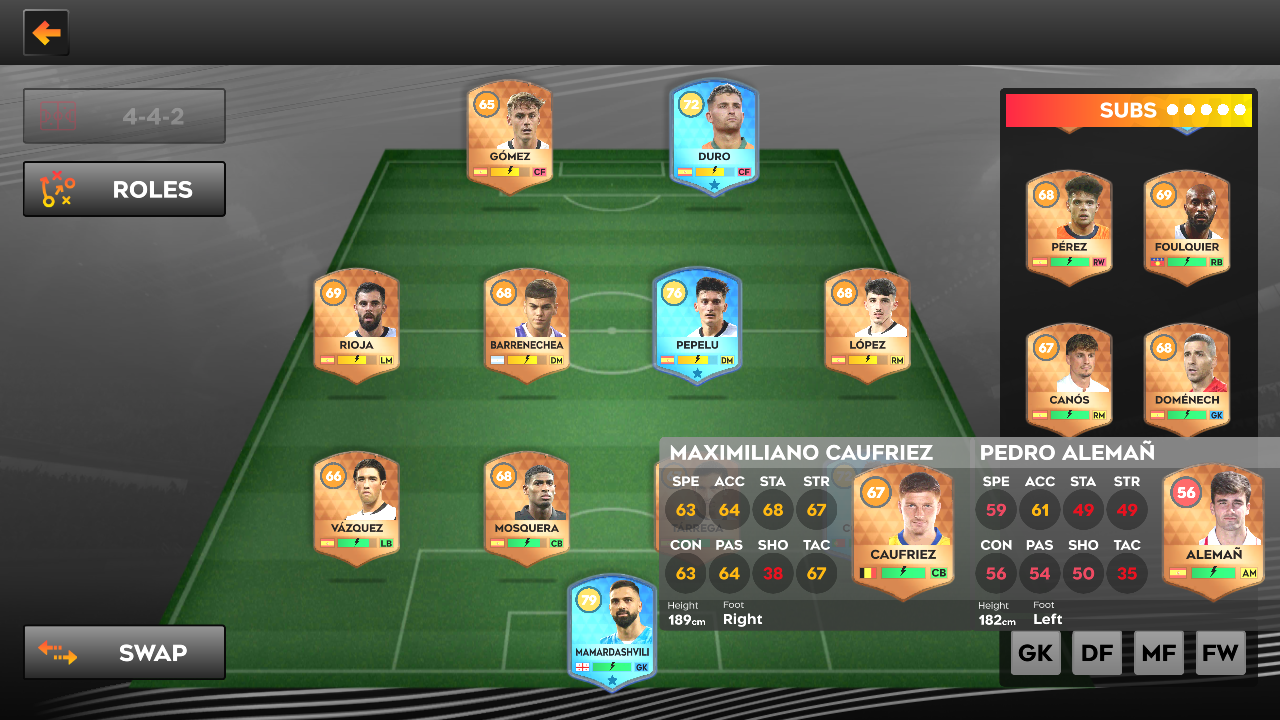 4-4-2
ROLES
65
GÓMEZ
CF
72
DURO
CF
SUBS
68
PÉREZ
RW
69
FOULQUIER
RB
69
RIOJA
LM
68
BARRENECHEA
DM
76
PEPELU
DM
68
LÓPEZ
RM
67
CANÓS
RM
68
DOMÉNECH
GK
66
VÁZQUEZ
LB
68
MOSQUERA
CB
TÁRREGA
79
MAMARDASHVILI
GK
MAXIMILIANO CAUFRIEZ
SPE ACC STA STR
63 64 68 67
CON PAS SHO TAC
63 64 38 67
Height Foot
189cm Right
67
CAUFRIEZ
CB
PEDRO ALEMAÑ
SPE ACC STA STR
59 61 49 49
CON PAS SHO TAC
56 54 50 35
Height Foot
182cm Left
56
ALEMAÑ
AM
SWAP
GK DF MF FW